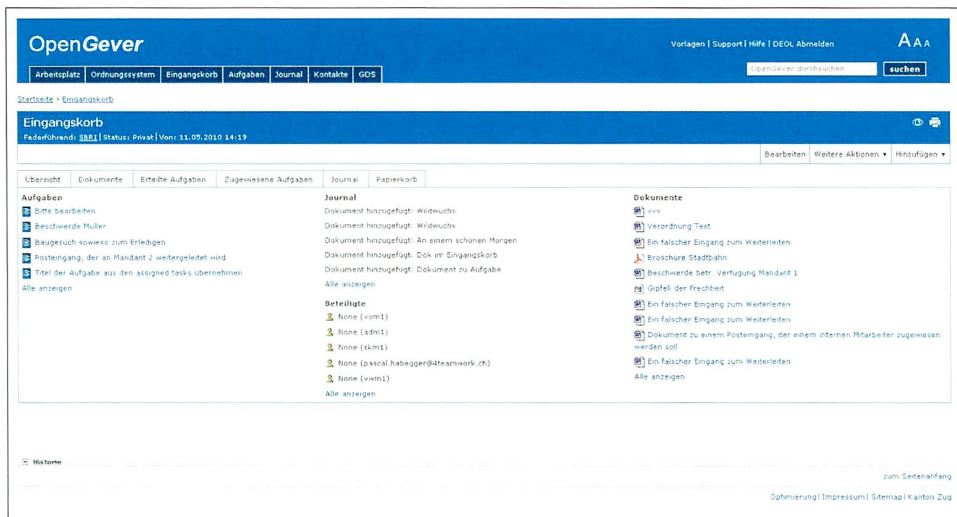 OpenGever
Vorlagen | Support | Hilfe | DEOL Abmelden
A A A
OpenGever durchsuchen
suchen
Arbeitsplatz Ordnungssystem Eingangskorb Aufgaben Journal Kontakte GDS
Startseite › Eingangskorb
Eingangskorb
Federführend: SBRI | Status: Privat | Von: 11.05.2010 14:19
Bearbeiten Weitere Aktionen ▾ Hinzufügen ▾
Übersicht Dokumente Erteilte Aufgaben Zugewiesene Aufgaben Journal Papierkorb
Aufgaben
Bitte bearbeiten
Beschwerde Müller
Baugesuch sowieso zum Erledigen
Posteingang, der an Mandant 2 weitergeleitet wird
Titel der Aufgabe aus den assigned tasks übernehmen
Alle anzeigen
Journal
Dokument hinzugefügt: Wildwuchs
Dokument hinzugefügt: Wildwuchs
Dokument hinzugefügt: An einem schönen Morgen
Dokument hinzugefügt: Dok im Eingangskorb
Dokument hinzugefügt: Dokument zu Aufgabe
Alle anzeigen
Beteiligte
None (vom1)
None (adm1)
None (skm1)
None (pascal.habegger@4teamwork.ch)
None (vwm1)
Alle anzeigen
Dokumente
vvv
Verordnung Test
Ein falscher Eingang zum Weiterleiten
Broschüre Stadtbahn
Beschwerde betr. Verfügung Mandant 1
Gipfeli der Frechheit
Ein falscher Eingang zum Weiterleiten
Ein falscher Eingang zum Weiterleiten
Dokument zu einem Posteingang, der einem internen Mitarbeiter zugewiesen
werden soll
Ein falscher Eingang zum Weiterleiten
Alle anzeigen
Historie
zum Seitenanfang
Optimierung | Impressum | Sitemap | Kanton Zug